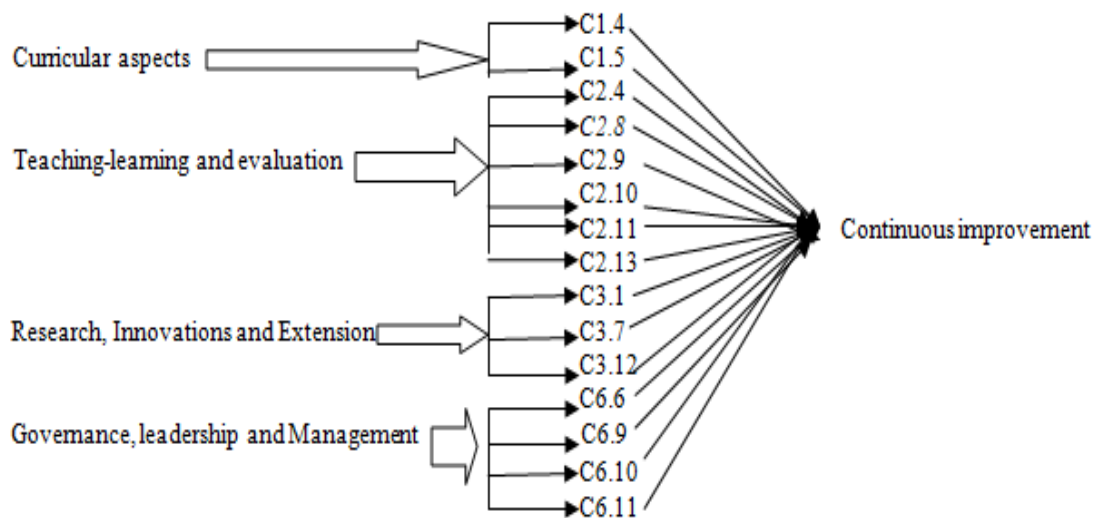 Curricular aspects
C1.4
C1.5
Teaching-learning and evaluation
C2.4
C2.8
C2.9
C2.10
C2.11
C2.13
Research, Innovations and Extension
C3.1
C3.7
C3.12
Governance, leadership and Management
C6.6
C6.9
C6.10
C6.11
Continuous improvement